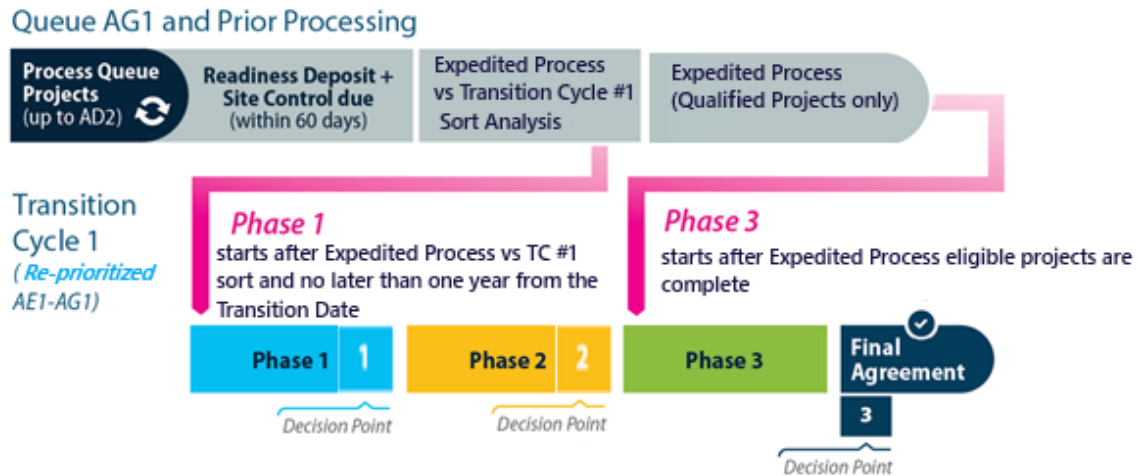 Queue AG1 and Prior Processing
Process Queue
Projects
(up to AD2)
Readiness Deposit +
Site Control due
(within 60 days)
Expedited Process
vs Transition Cycle #1
Sort Analysis
Expedited Process
(Qualified Projects only)
Transition
Cycle 1
( Re-prioritized
AE1-AG1)
Phase 1
starts after Expedited Process vs TC #1
sort and no later than one year from the
Transition Date
Phase 3
starts after Expedited Process eligible projects are
complete
Phase 1
1
Phase 2
2
Phase 3
Final
Agreement
3
Decision Point
Decision Point
Decision Point